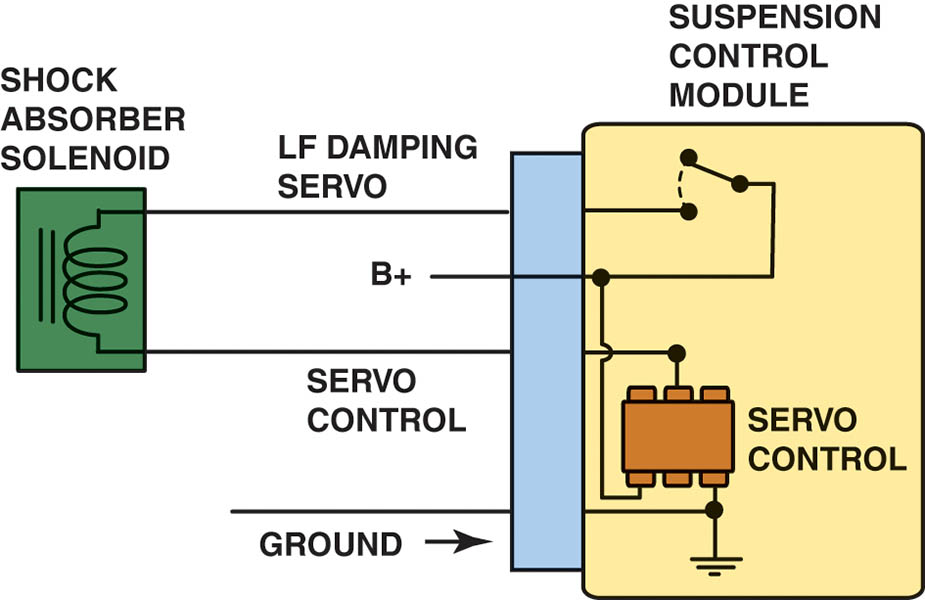 SUSPENSION
CONTROL
MODULE
SHOCK
ABSORBER
SOLENOID
LF DAMPING
SERVO
B+
SERVO
CONTROL
SERVO
CONTROL
GROUND